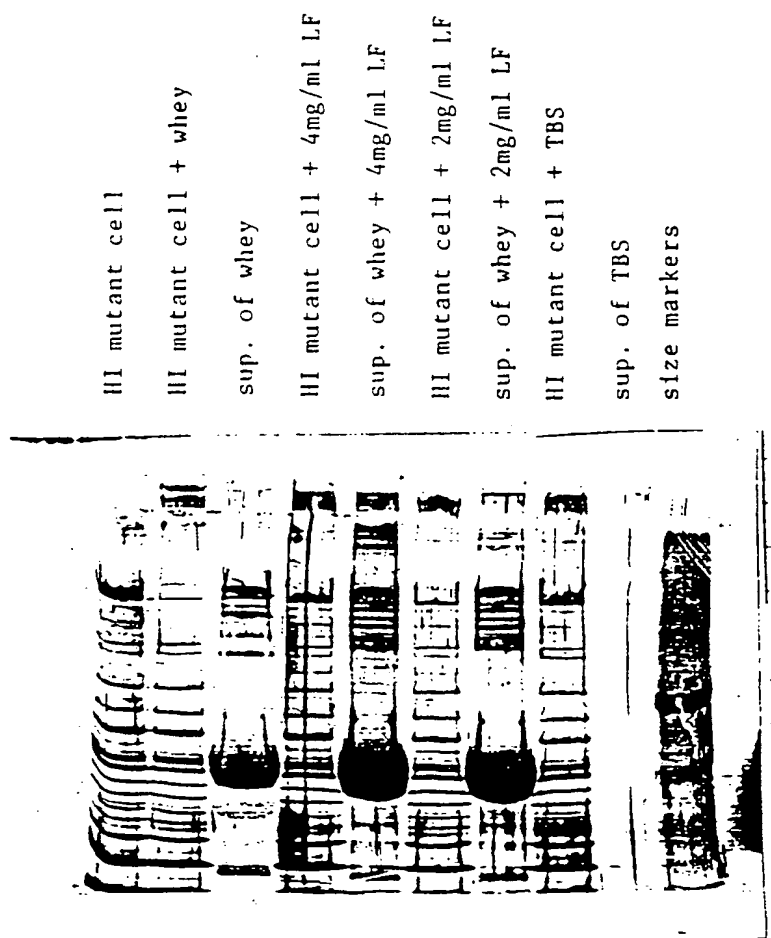 HI mutant cell
HI mutant cell + whey
sup. of whey
HI mutant cell + 4mg/ml LF
sup. of whey + 4mg/ml LF
HI mutant cell + 2mg/ml LF
sup. of whey + 2mg/ml LF
HI mutant cell + TBS
sup. of TBS
size markers